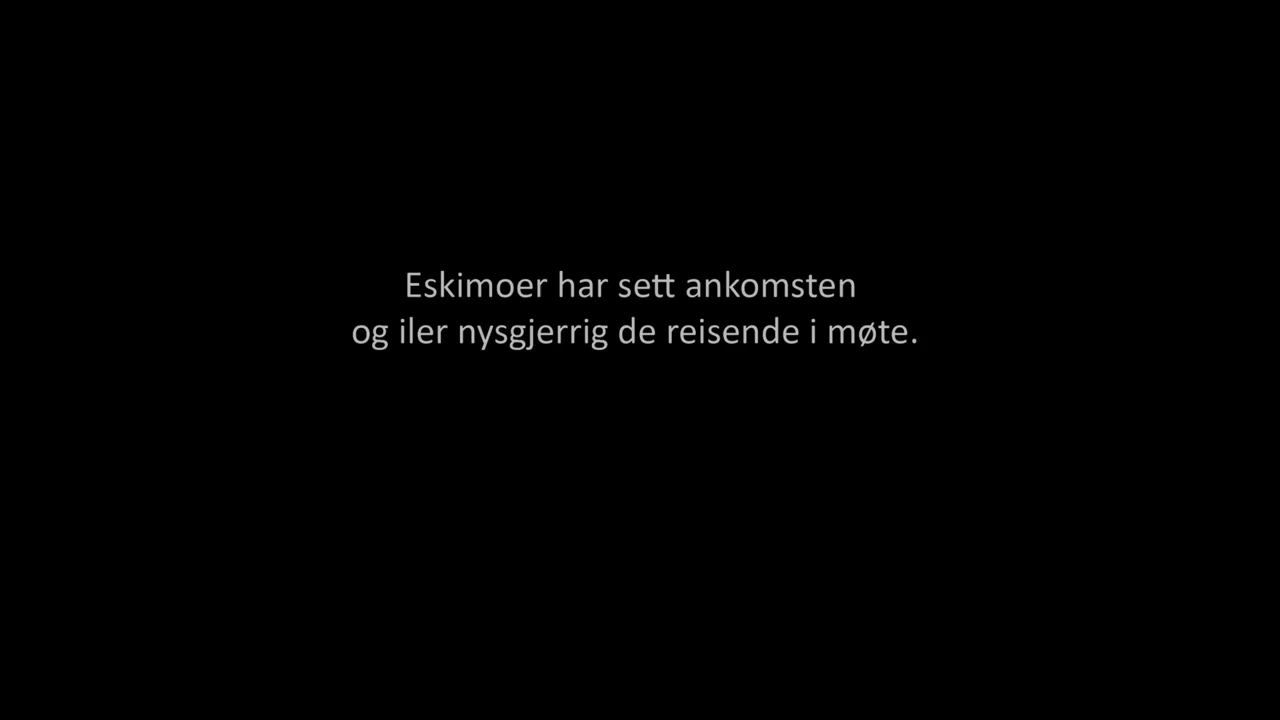 Eskimoer har sett ankomsten
og iler nysgjerrig de reisende i møte.